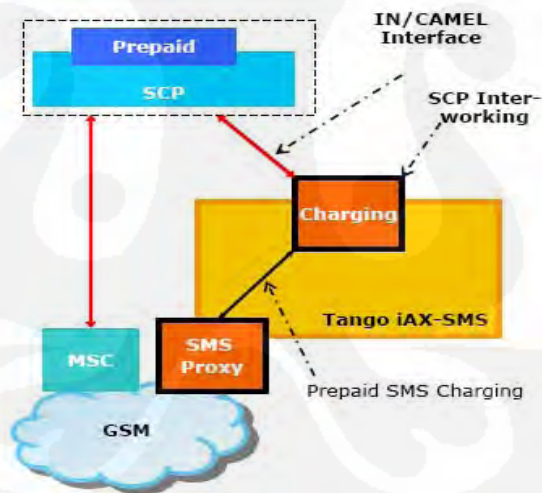 IN/CAMEL
Interface
Prepaid
SCP
SCP Inter-
working
Charging
Tango iAX-SMS
MSC
SMS
Proxy
Prepaid SMS Charging
GSM